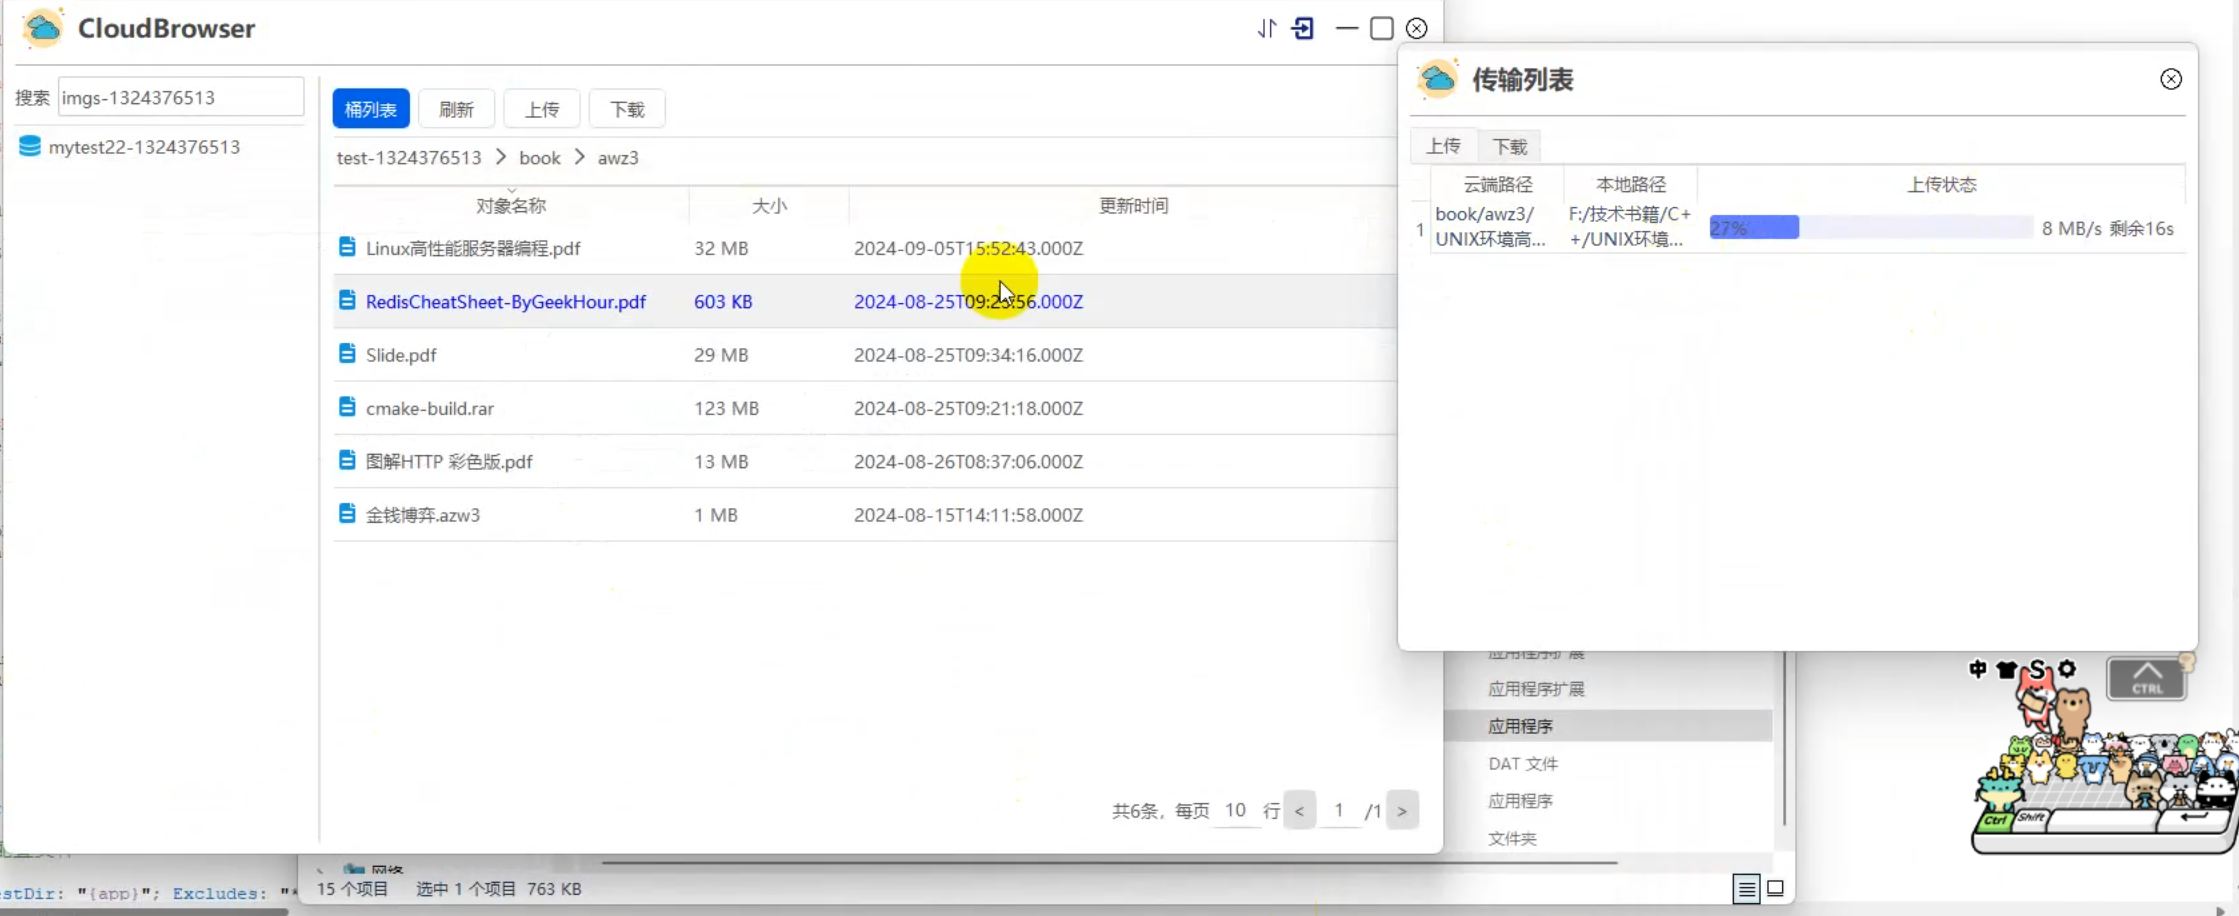 CloudBrowser
搜索 imgs-1324376513
mytest22-1324376513
桶列表 刷新 上传 下载
test-1324376513 > book > awz3
对象名称 大小 更新时间
Linux高性能服务器编程.pdf 32 MB 2024-09-05T15:52:43.000Z
RedisCheatSheet-ByGeekHour.pdf 603 KB 2024-08-25T09:23:56.000Z
Slide.pdf 29 MB 2024-08-25T09:34:16.000Z
cmake-build.rar 123 MB 2024-08-25T09:21:18.000Z
图解HTTP 彩色版.pdf 13 MB 2024-08-26T08:37:06.000Z
金钱博弈.azw3 1 MB 2024-08-15T14:11:58.000Z
共6条，每页 10 行 < 1 /1 >
传输列表
上传 下载
云端路径 本地路径 上传状态
1 book/awz3/UNIX环境高... F:/技术书籍/C++/UNIX环境... 27% 8 MB/s 剩余16s
应用程序扩展
应用程序扩展
应用程序
DAT 文件
应用程序
文件夹
中 S
CTRL
Ctrl Shift
网络
15 个项目 选中 1 个项目 763 KB
estDir: "{app}"; Excludes: "*